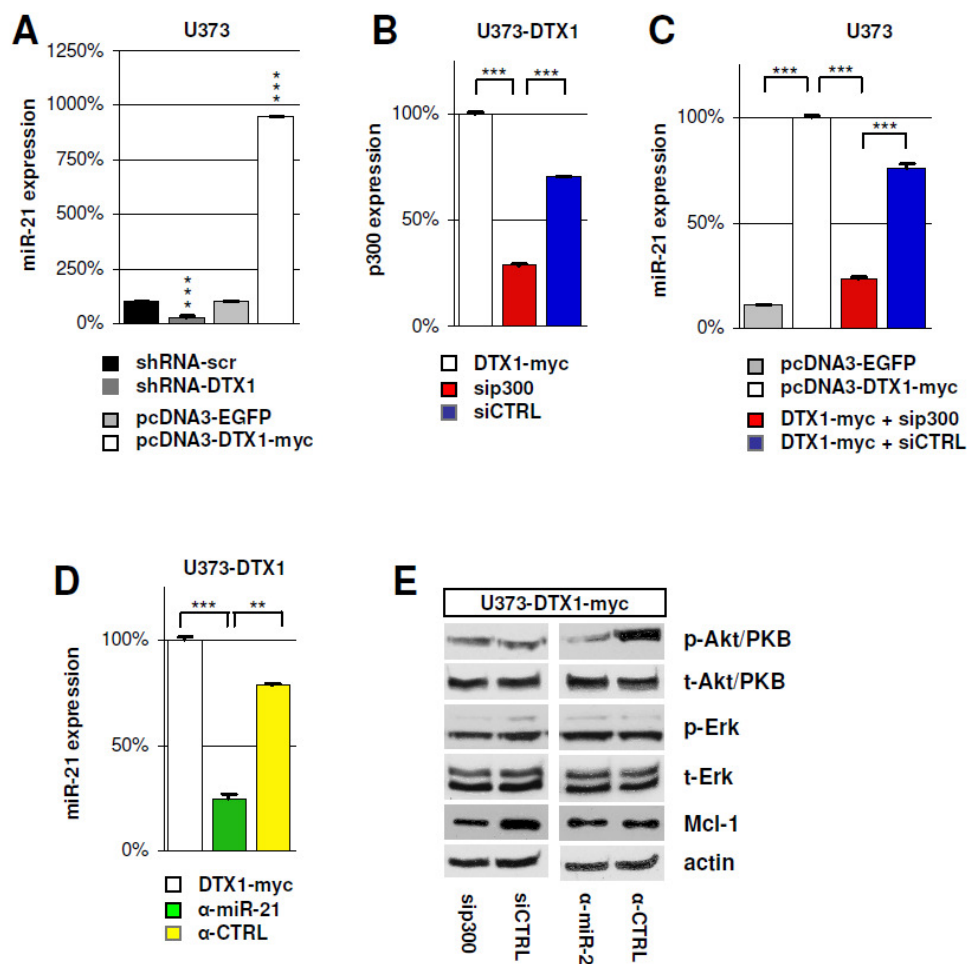 A
U373
1250%
1000%
750%
500%
250%
0%
miR-21 expression
***
***
shRNA-scr
shRNA-DTX1
pcDNA3-EGFP
pcDNA3-DTX1-myc
B
U373-DTX1
*** ***
100%
50%
0%
p300 expression
DTX1-myc
sip300
siCTRL
C
U373
*** ***
***
100%
50%
0%
miR-21 expression
pcDNA3-EGFP
pcDNA3-DTX1-myc
DTX1-myc + sip300
DTX1-myc + siCTRL
D
U373-DTX1
*** **
100%
50%
0%
miR-21 expression
DTX1-myc
α-miR-21
α-CTRL
E
U373-DTX1-myc
p-Akt/PKB
t-Akt/PKB
p-Erk
t-Erk
Mcl-1
actin
sip300
siCTRL
α-miR-2
α-CTRL